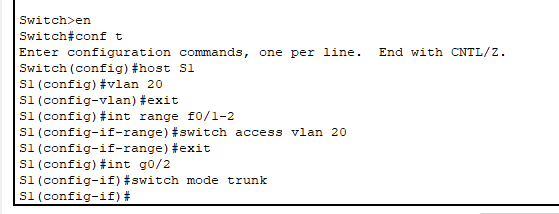 Switch>en
Switch#conf t
Enter configuration commands, one per line.  End with CNTL/Z.
Switch(config)#host S1
S1(config)#vlan 20
S1(config-vlan)#exit
S1(config)#int range f0/1-2
S1(config-if-range)#switch access vlan 20
S1(config-if-range)#exit
S1(config)#int g0/2
S1(config-if)#switch mode trunk
S1(config-if)#